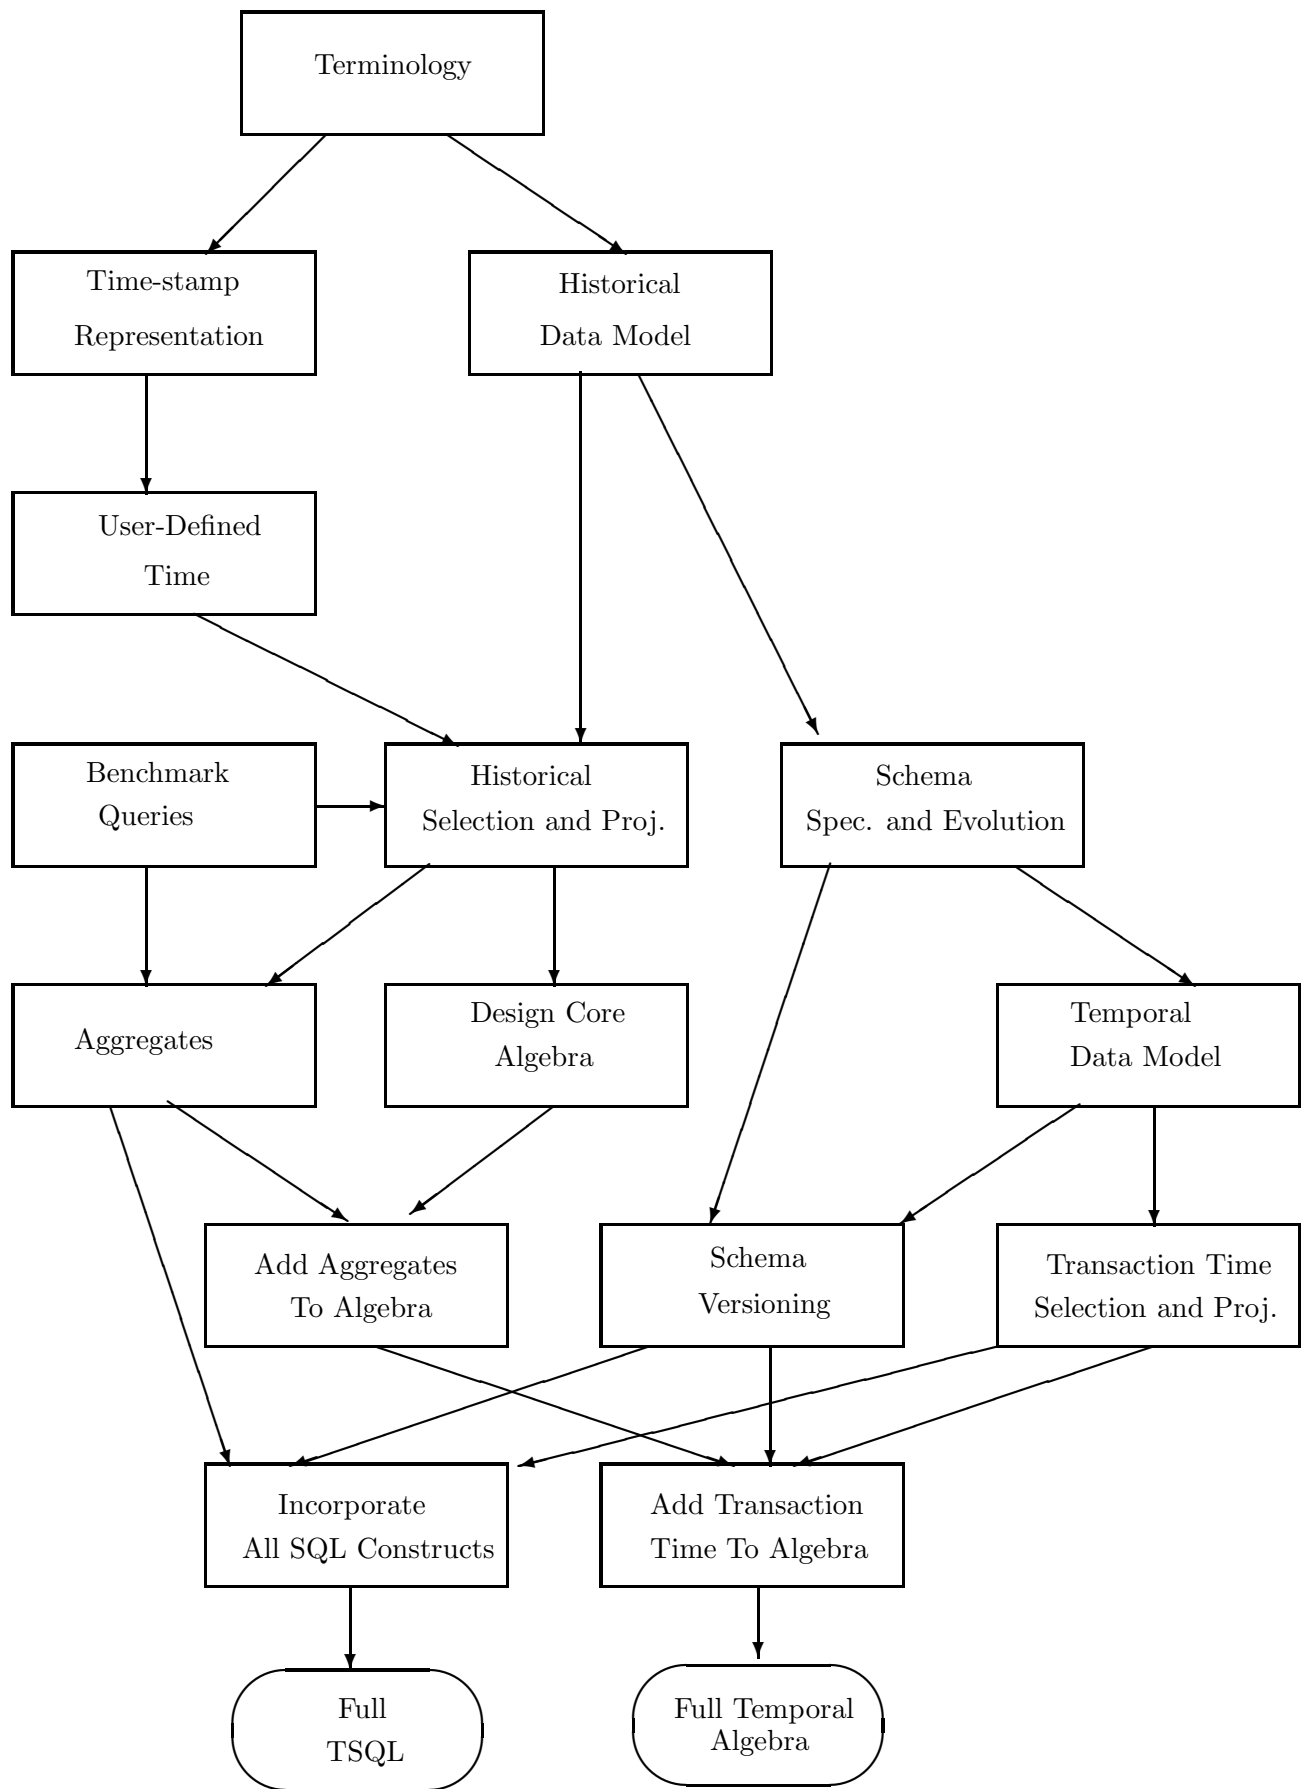 Terminology
Time-stamp
Representation
Historical
Data Model
User-Defined
Time
Benchmark
Queries
Historical
Selection and Proj.
Schema
Spec. and Evolution
Aggregates
Design Core
Algebra
Temporal
Data Model
Add Aggregates
To Algebra
Schema
Versioning
Transaction Time
Selection and Proj.
Incorporate
All SQL Constructs
Add Transaction
Time To Algebra
Full
TSQL
Full Temporal
Algebra